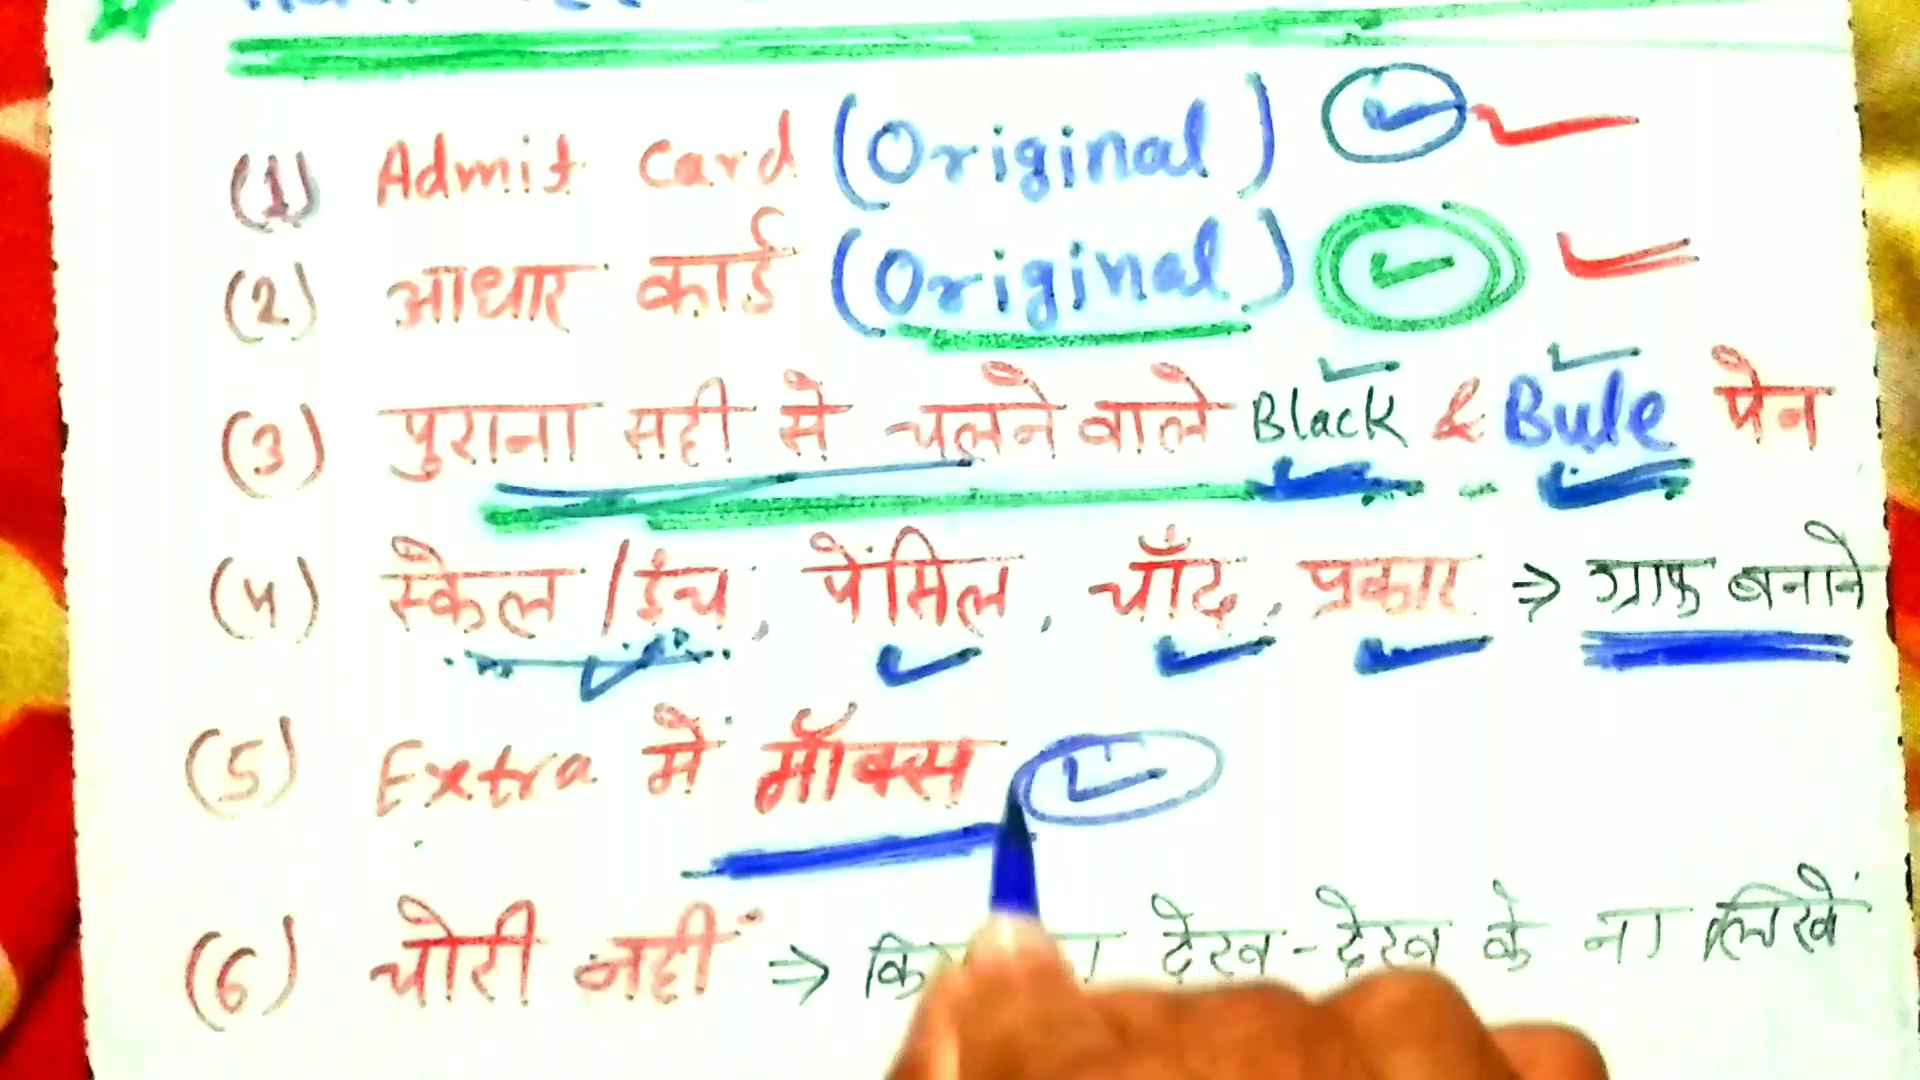 (1) Admit Card (Original)
(2) आधार कार्ड (Original)
(3) पुराना सही से चलने वाले Black & Bule पेन
(4) स्केल / इंच, पेंसिल, चाँद, प्रकार ⇒ ग्राफ बनाने
(5) Extra में मॉक्स
(6) चोरी नहीं ⇒ देख-देख के ना लिखें